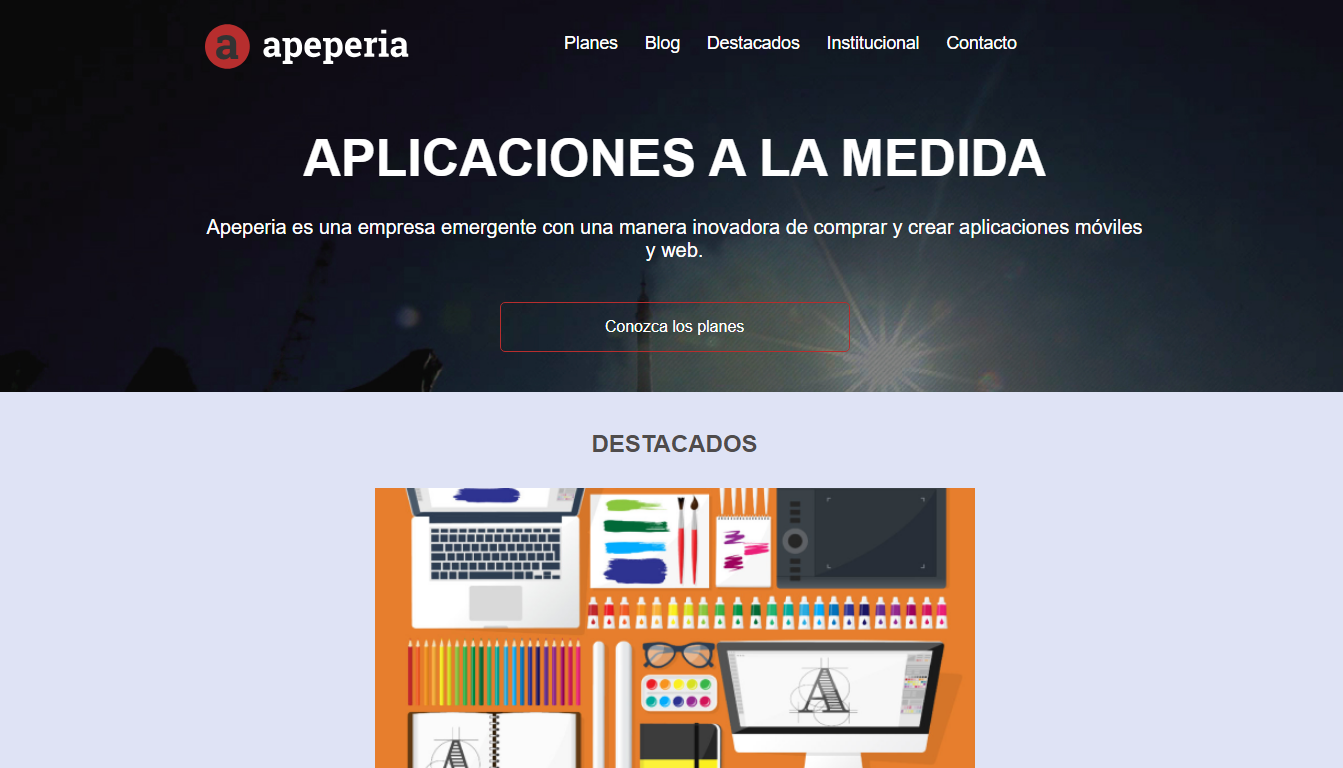 a apeperia
Planes Blog Destacados Institucional Contacto
APLICACIONES A LA MEDIDA
Apeperia es una empresa emergente con una manera inovadora de comprar y crear aplicaciones móviles
y web.
Conozca los planes
DESTACADOS
A
A